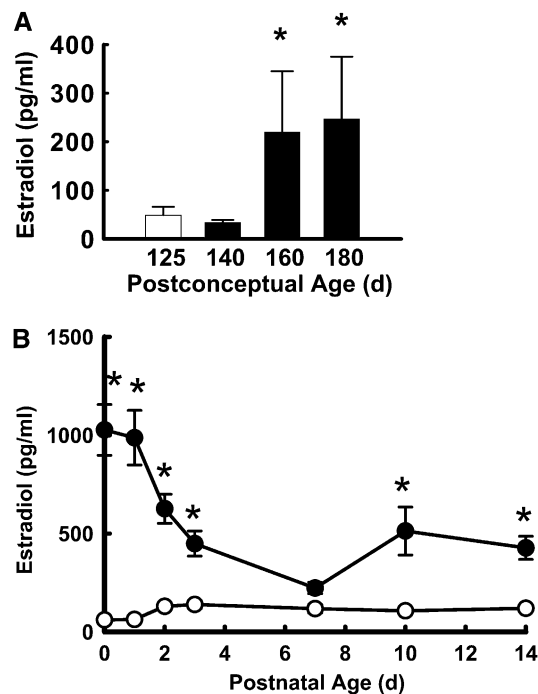 A
Estradiol (pg/ml)
400
300
200
100
0
* *
125 140 160 180
Postconceptual Age (d)
B
Estradiol (pg/ml)
1500
1000
500
0
* * * * * *
0 2 4 6 8 10 12 14
Postnatal Age (d)